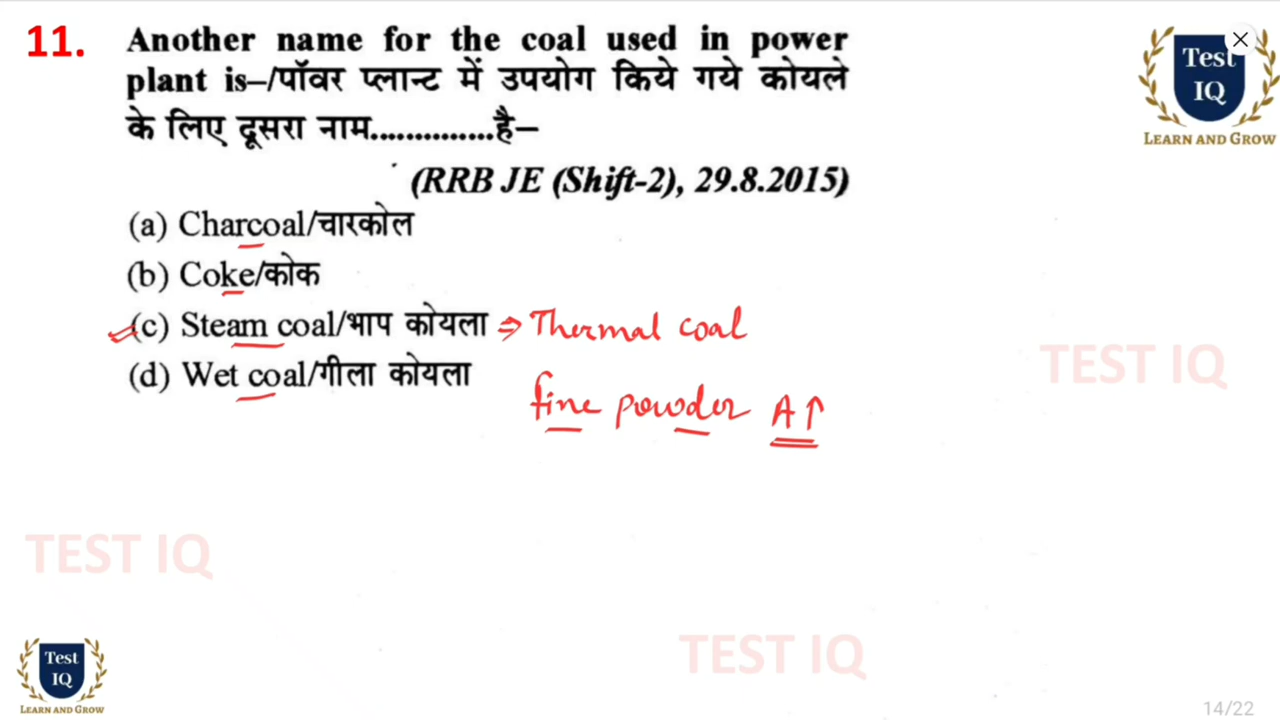 11. Another name for the coal used in power
plant is–/पॉवर प्लान्ट में उपयोग किये गये कोयले
के लिए दूसरा नाम..............है–
(RRB JE (Shift-2), 29.8.2015)
(a) Charcoal/चारकोल
(b) Coke/कोक
(c) Steam coal/भाप कोयला ⇒ Thermal coal
(d) Wet coal/गीला कोयला
fine powder A↑
Test
IQ
LEARN AND GROW
TEST IQ
TEST IQ
TEST IQ
Test
IQ
LEARN AND GROW
14/22